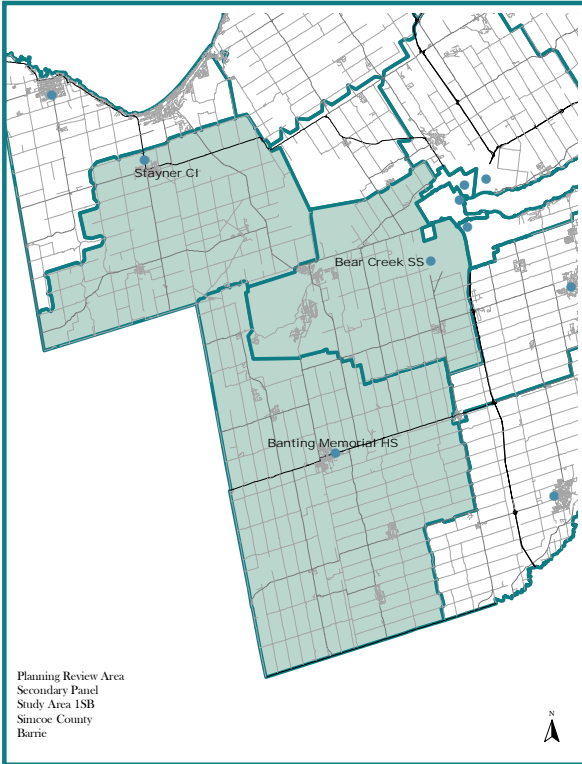 Stayner CI
Bear Creek SS
Banting Memorial HS
Planning Review Area
Secondary Panel
Study Area 1SB
Simcoe County
Barrie
N